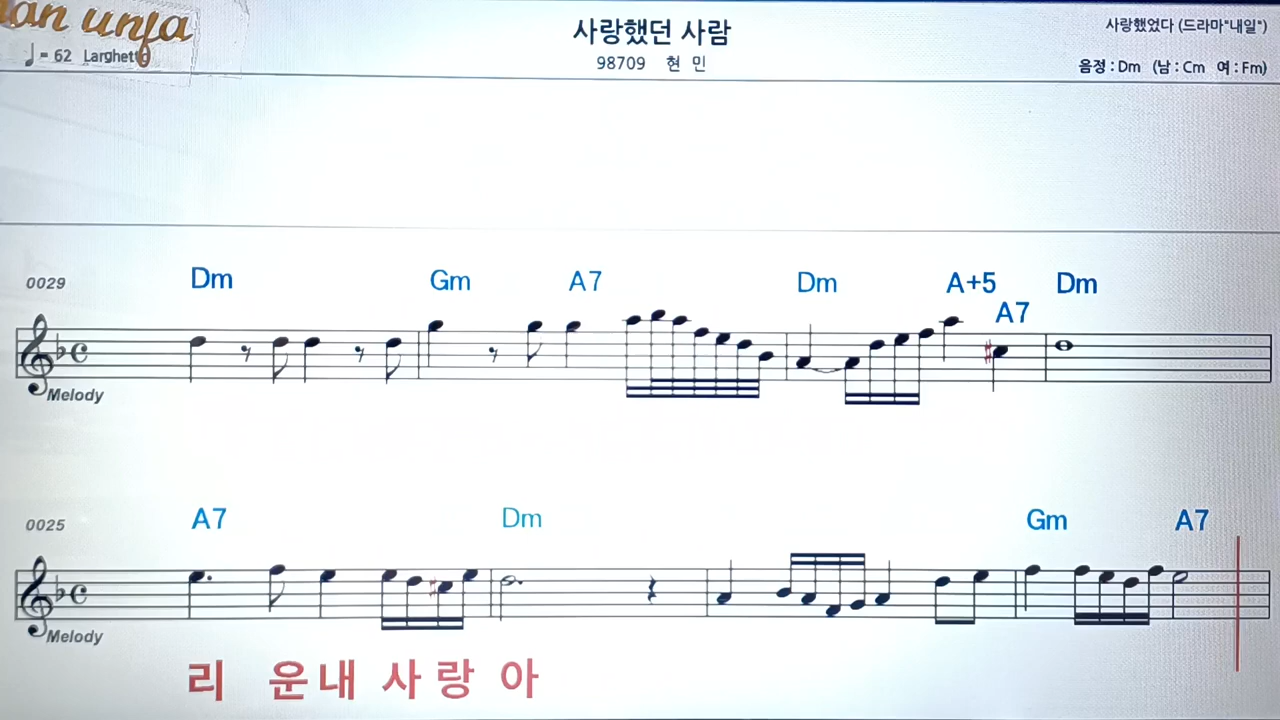 사랑했던 사람
사랑했었다 (드라마"내일")
♩= 62 Larghetto
98709 현 민
음정 : Dm (남 : Cm 여 : Fm)
0029 Dm Gm A7 Dm A+5 A7 Dm
Melody
0025 A7 Dm Gm A7
Melody
리 운내 사 랑 아